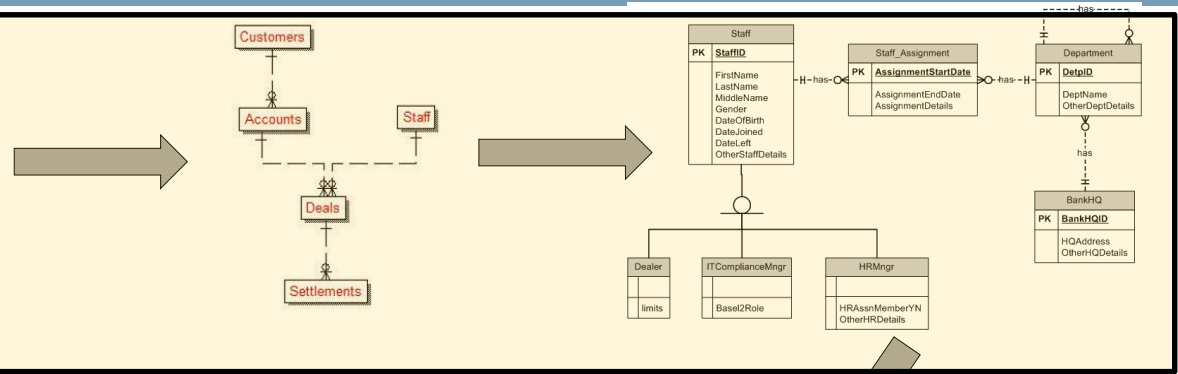 Customers
Accounts
Staff
Deals
Settlements
Staff
PK StaffID
FirstName
LastName
MiddleName
Gender
DateOfBirth
DateJoined
DateLeft
OtherStaffDetails
has
Staff_Assignment
PK AssignmentStartDate
AssignmentEndDate
AssignmentDetails
has
has
Department
PK DetpID
DeptName
OtherDeptDetails
has
BankHQ
PK BankHQID
HQAddress
OtherHQDetails
Dealer
limits
ITComplianceMngr
Basel2Role
HRMngr
HRAssnMemberYN
OtherHRDetails